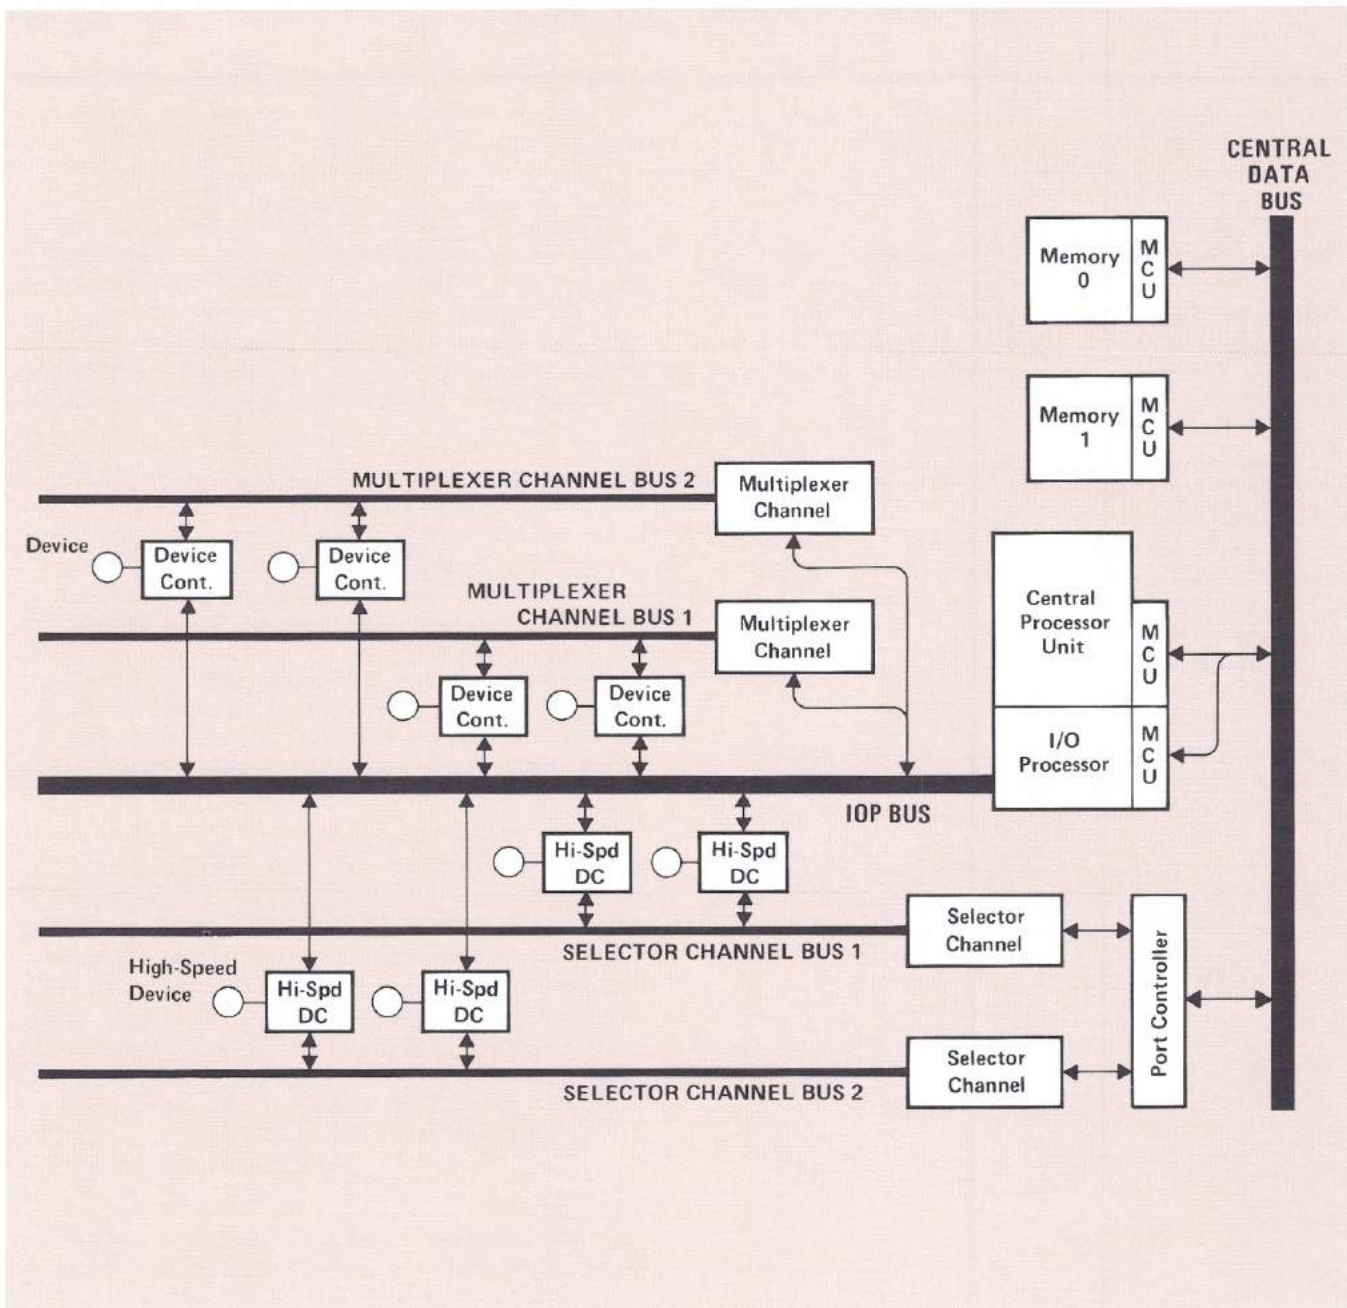 CENTRAL
DATA
BUS
Memory
0
M
C
U
Memory
1
M
C
U
MULTIPLEXER CHANNEL BUS 2
Multiplexer
Channel
Device
Device
Cont.
Device
Cont.
MULTIPLEXER
CHANNEL BUS 1
Multiplexer
Channel
Device
Cont.
Device
Cont.
Central
Processor
Unit
M
C
U
I/O
Processor
M
C
U
IOP BUS
Hi-Spd
DC
Hi-Spd
DC
SELECTOR CHANNEL BUS 1
Selector
Channel
High-Speed
Device
Hi-Spd
DC
Hi-Spd
DC
Port Controller
SELECTOR CHANNEL BUS 2
Selector
Channel